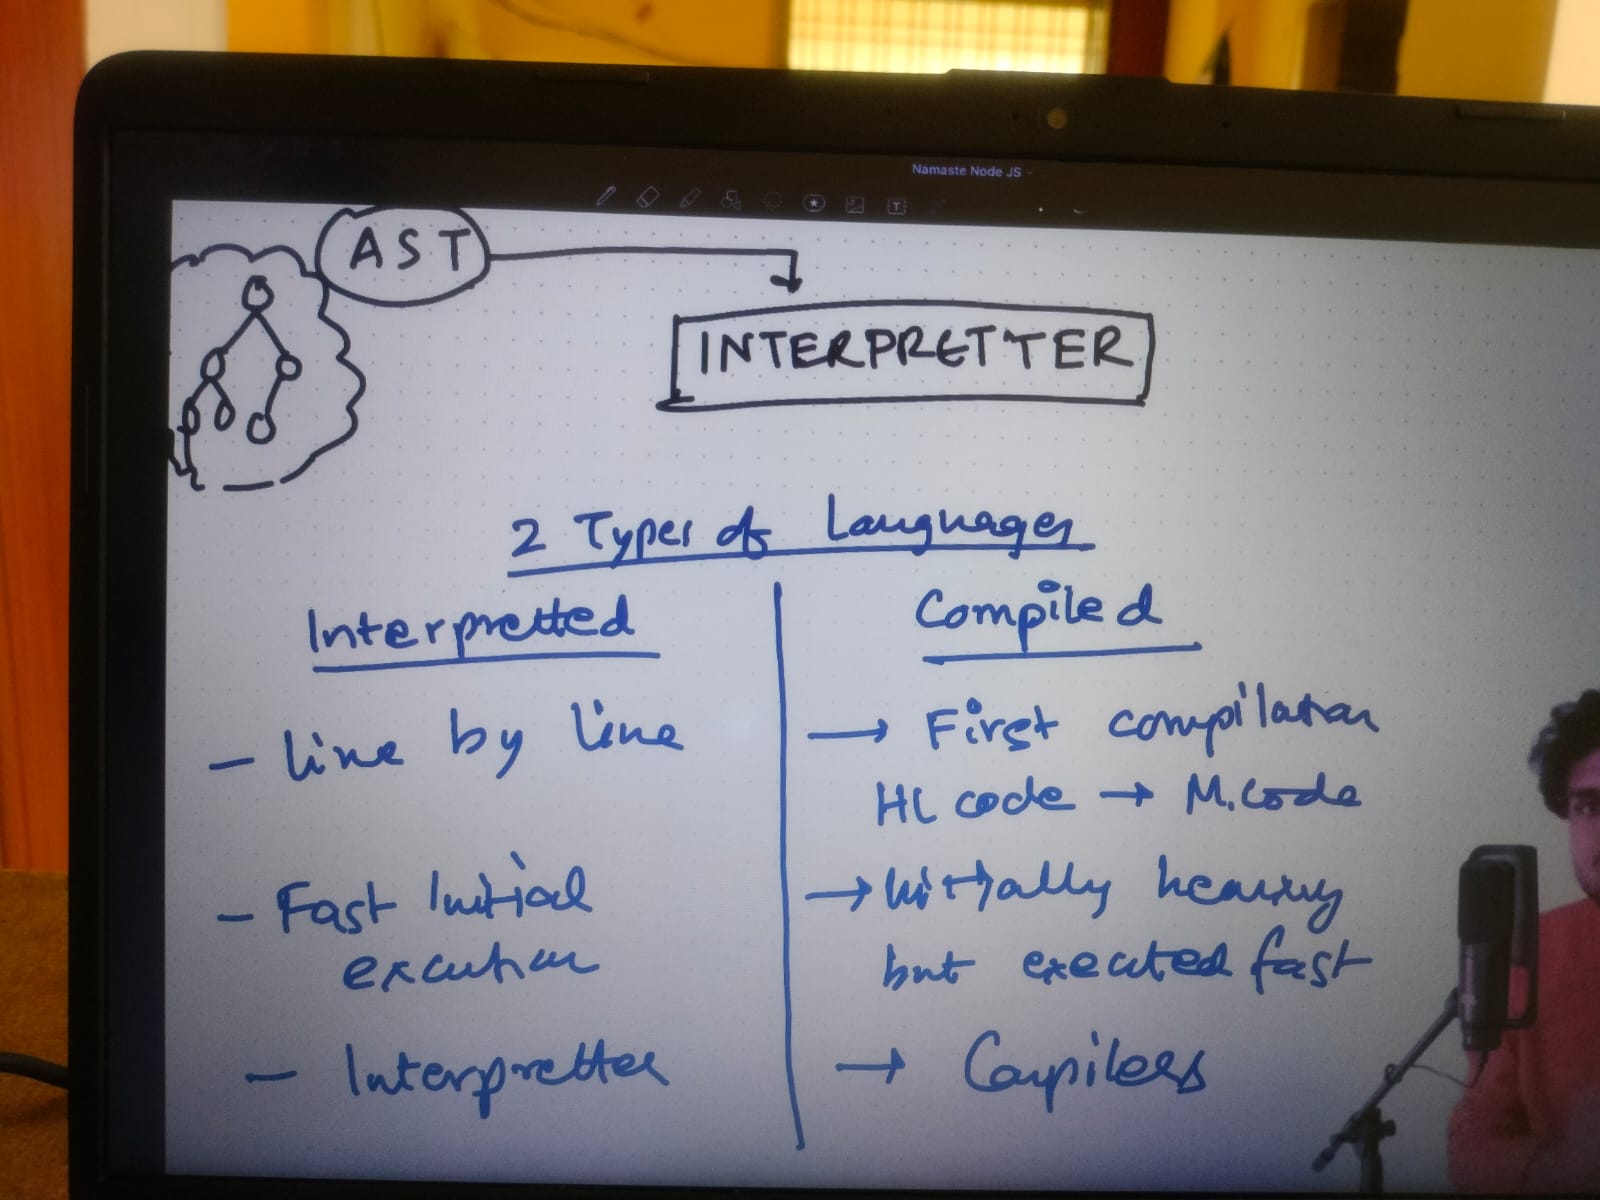 Namaste Node JS
AST
INTERPRETTER
2 Types of Languages
Interpretted
- line by line
- Fast Initial
excution
- Interpretter
Compiled
→ First compilation
HL code → M.code
→ Initially heavy
but executed fast
→ Compilers